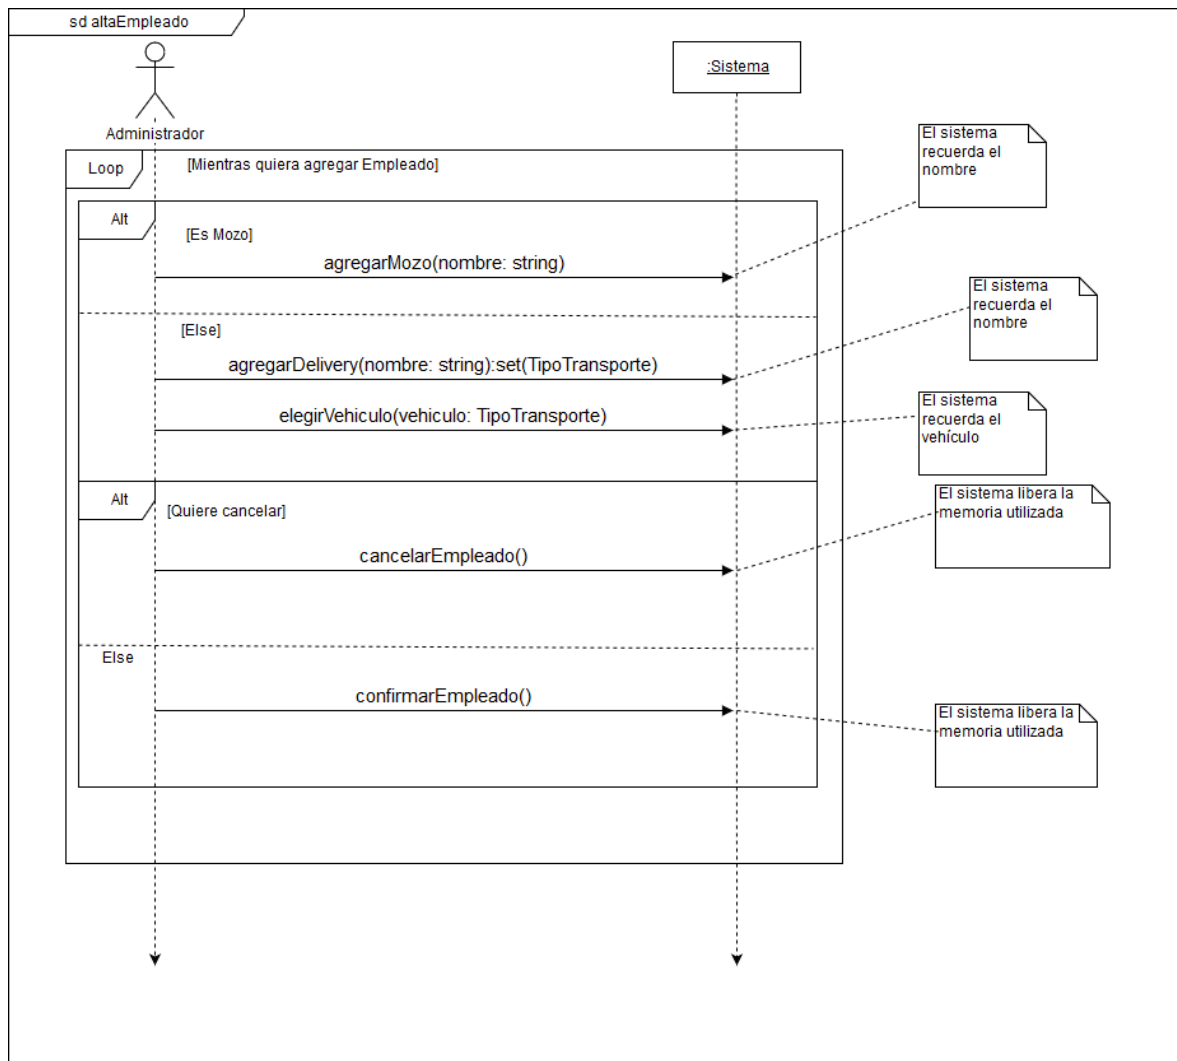 sd altaEmpleado
:Sistema
Administrador
El sistema
recuerda el
nombre
Loop
[Mientras quiera agregar Empleado]
Alt
[Es Mozo]
agregarMozo(nombre: string)
El sistema
recuerda el
nombre
[Else]
agregarDelivery(nombre: string):set(TipoTransporte)
elegirVehiculo(vehiculo: TipoTransporte)
El sistema
recuerda el
vehículo
Alt
[Quiere cancelar]
El sistema libera la
memoria utilizada
cancelarEmpleado()
Else
confirmarEmpleado()
El sistema libera la
memoria utilizada